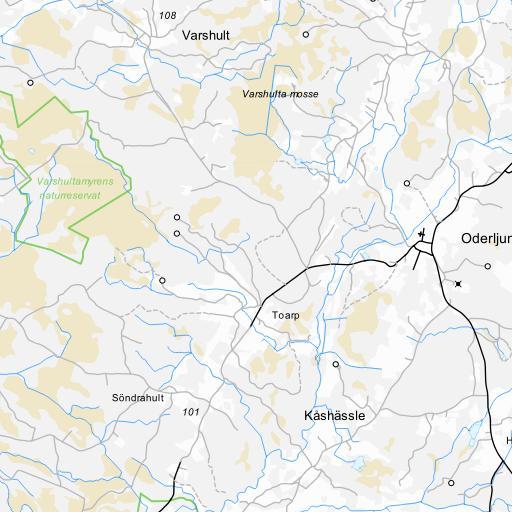 108
Varshult
Varshulta mosse
Varshultamyrens
naturreservat
Oderljun
Toarp
Söndrahult
101
Kåshässle
H